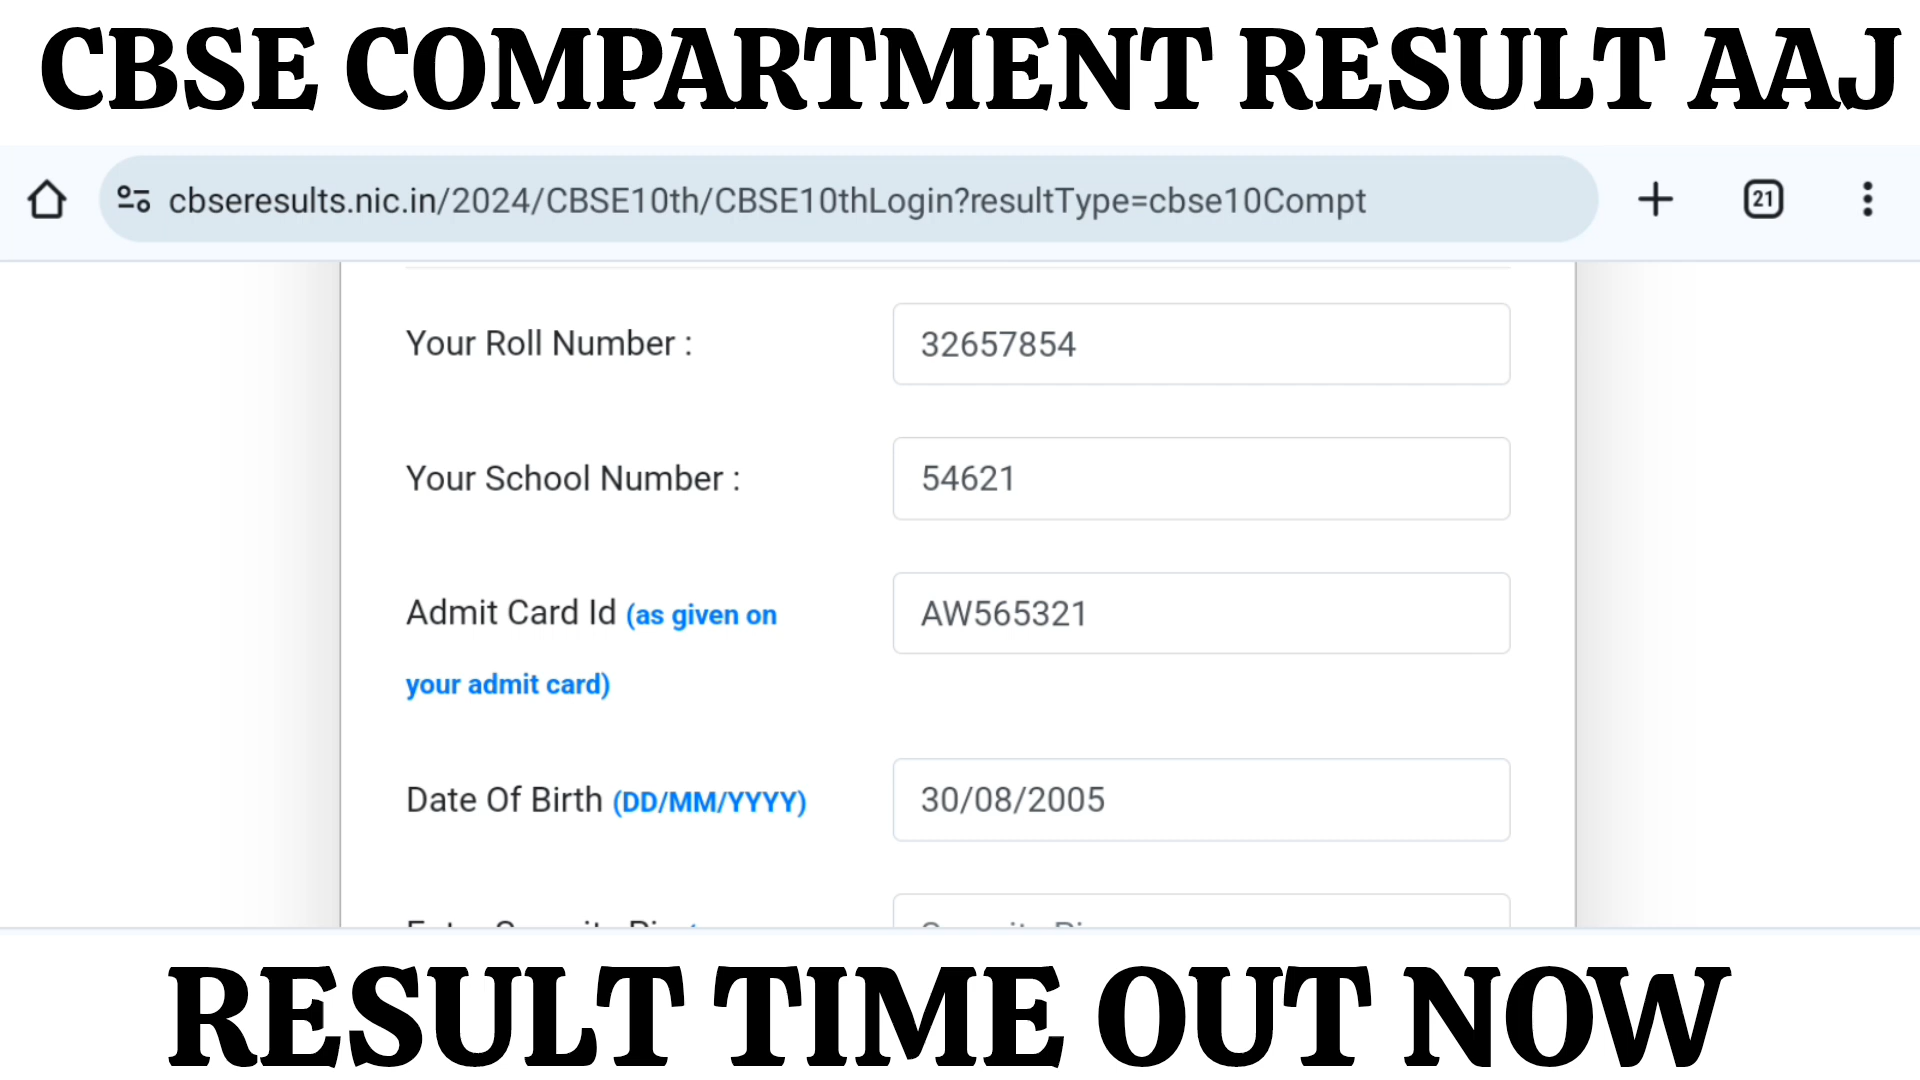 CBSE COMPARTMENT RESULT AAJ
cbseresults.nic.in/2024/CBSE10th/CBSE10thLogin?resultType=cbse10Compt
21
Your Roll Number : 32657854
Your School Number : 54621
Admit Card Id (as given on AW565321
your admit card)
Date Of Birth (DD/MM/YYYY) 30/08/2005
RESULT TIME OUT NOW